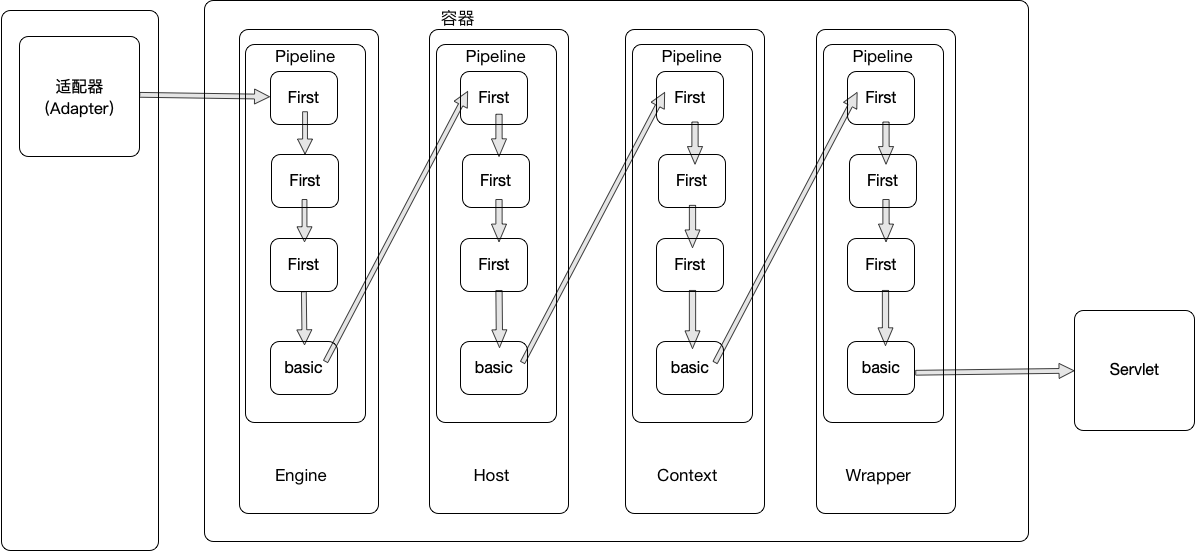 容器
适配器
(Adapter)
Pipeline
First
First
First
basic
Engine
Pipeline
First
First
First
basic
Host
Pipeline
First
First
First
basic
Context
Pipeline
First
First
First
basic
Wrapper
Servlet